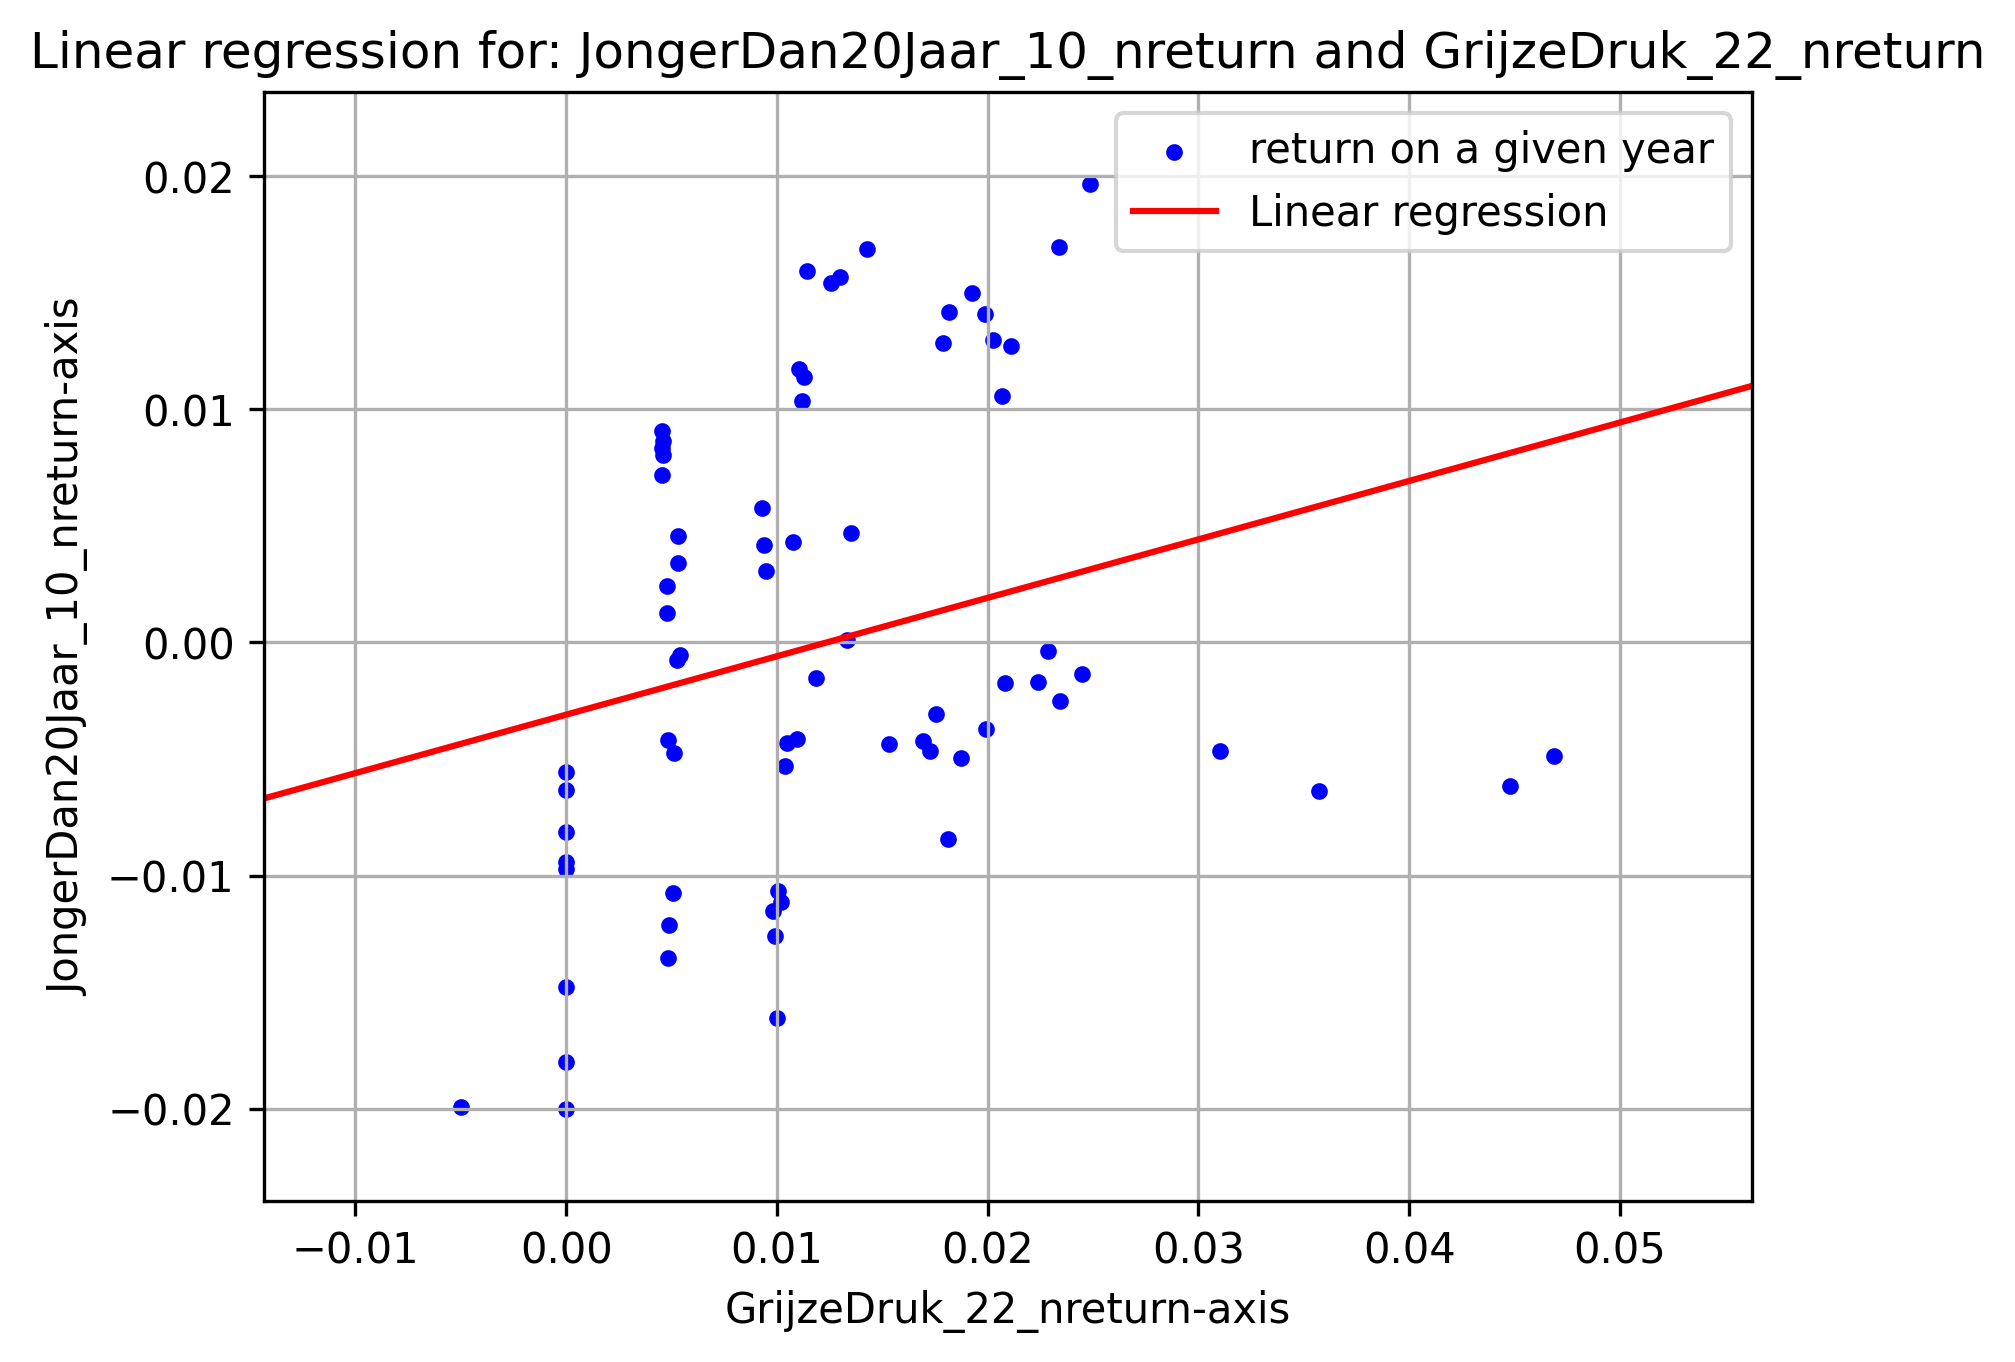 Linear regression for: JongerDan20Jaar_10_nreturn and GrijzeDruk_22_nreturn
return on a given year
Linear regression
JongerDan20Jaar_10_nreturn-axis
0.02
0.01
0.00
−0.01
−0.02
−0.01 0.00 0.01 0.02 0.03 0.04 0.05
GrijzeDruk_22_nreturn-axis